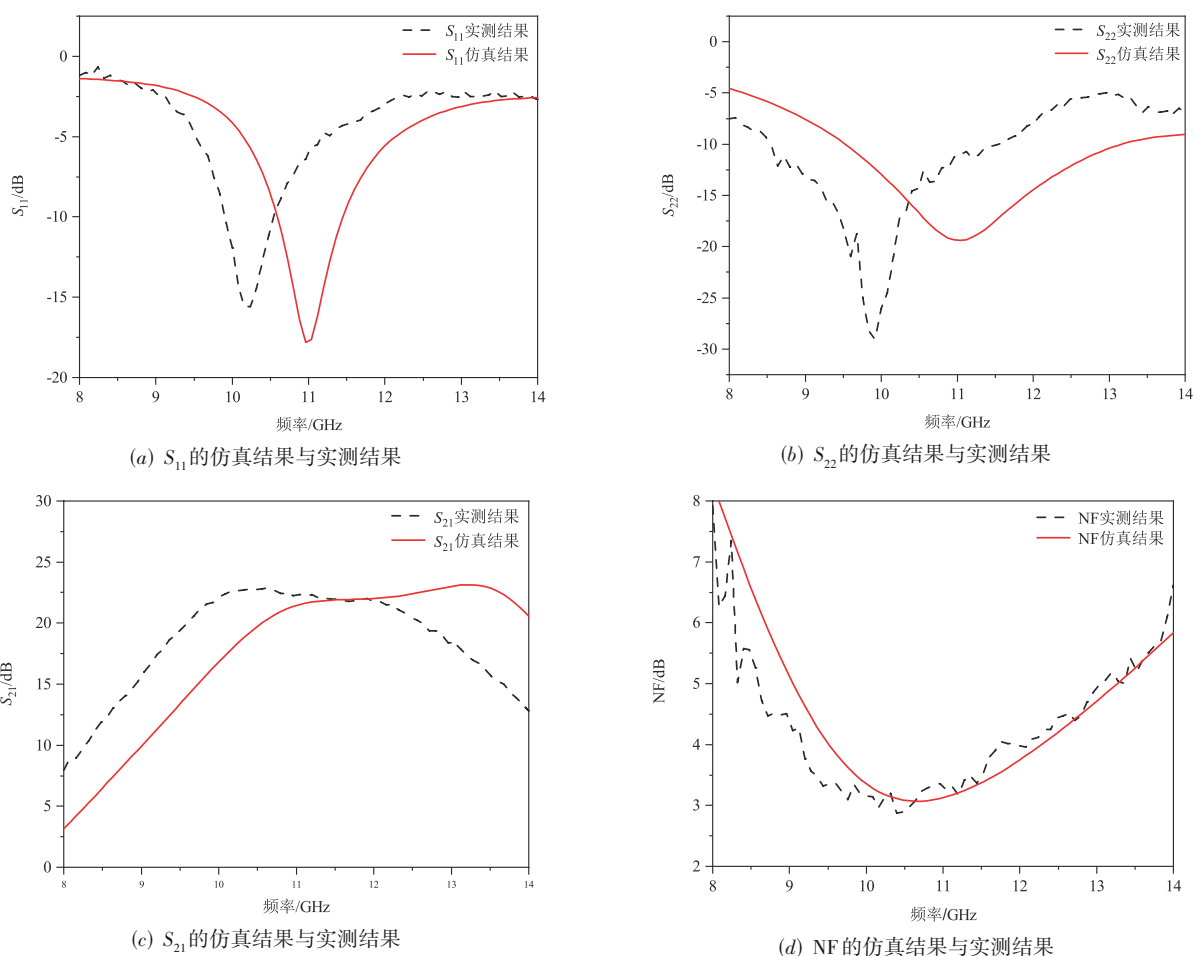 S₁₁实测结果
S₁₁仿真结果
0
-5
-10
-15
-20
S₁₁/dB
8 9 10 11 12 13 14
频率/GHz
(a) S₁₁的仿真结果与实测结果
S₂₂实测结果
S₂₂仿真结果
0
-5
-10
-15
-20
-25
-30
S₂₂/dB
8 9 10 11 12 13 14
频率/GHz
(b) S₂₂的仿真结果与实测结果
S₂₁实测结果
S₂₁仿真结果
30
25
20
15
10
5
0
S₂₁/dB
8 9 10 11 12 13 14
频率/GHz
(c) S₂₁的仿真结果与实测结果
NF实测结果
NF仿真结果
8
7
6
5
4
3
2
NF/dB
8 9 10 11 12 13 14
频率/GHz
(d) NF的仿真结果与实测结果